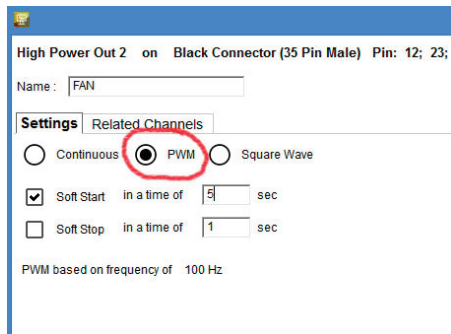 High Power Out 2 on Black Connector (35 Pin Male) Pin: 12; 23;
Name : FAN
Settings Related Channels
Continuous PWM Square Wave
Soft Start in a time of 5 sec
Soft Stop in a time of 1 sec
PWM based on frequency of 100 Hz